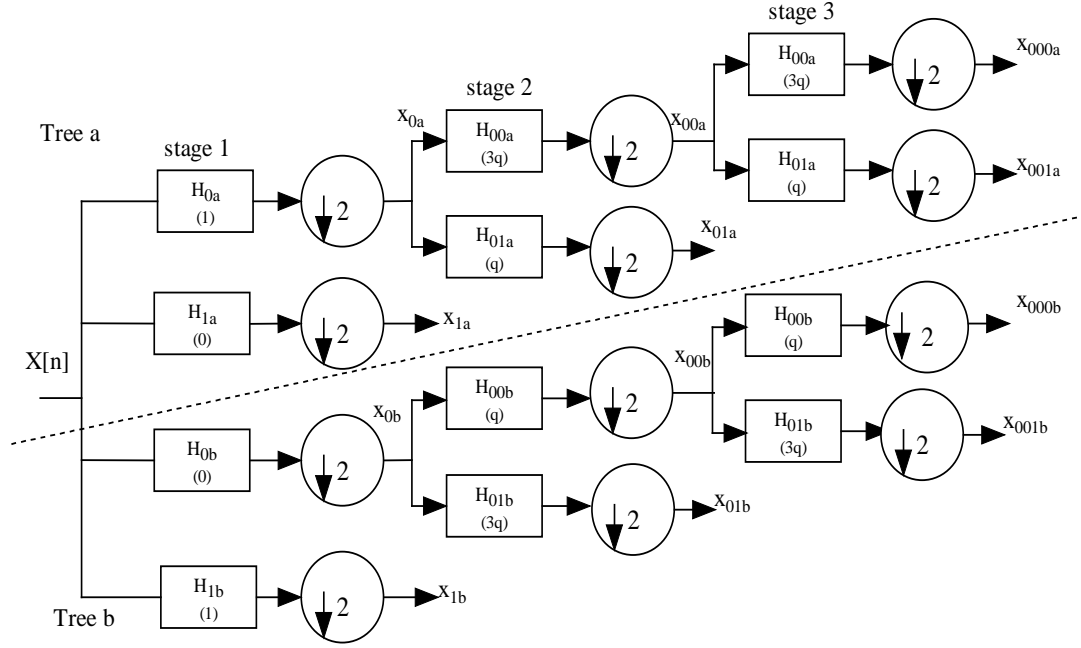 stage 3
H00a
(3q)
2
x000a
stage 2
x0a
H00a
(3q)
2
x00a
Tree a
stage 1
H0a
(1)
2
H01a
(q)
2
x001a
H01a
(q)
2
x01a
H1a
(0)
2
x1a
H00b
(q)
2
x000b
X[n]
x0b
H00b
(q)
2
x00b
H01b
(3q)
2
x001b
H0b
(0)
2
H01b
(3q)
2
x01b
H1b
(1)
2
x1b
Tree b